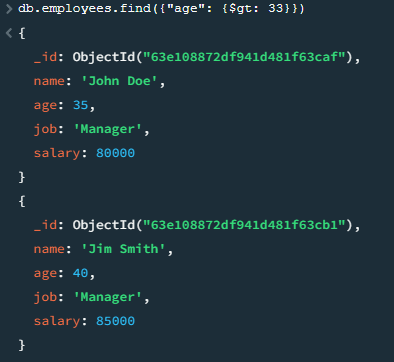 > db.employees.find({"age": {$gt: 33}})
< {
_id: ObjectId("63e108872df941d481f63caf"),
name: 'John Doe',
age: 35,
job: 'Manager',
salary: 80000
}
{
_id: ObjectId("63e108872df941d481f63cb1"),
name: 'Jim Smith',
age: 40,
job: 'Manager',
salary: 85000
}